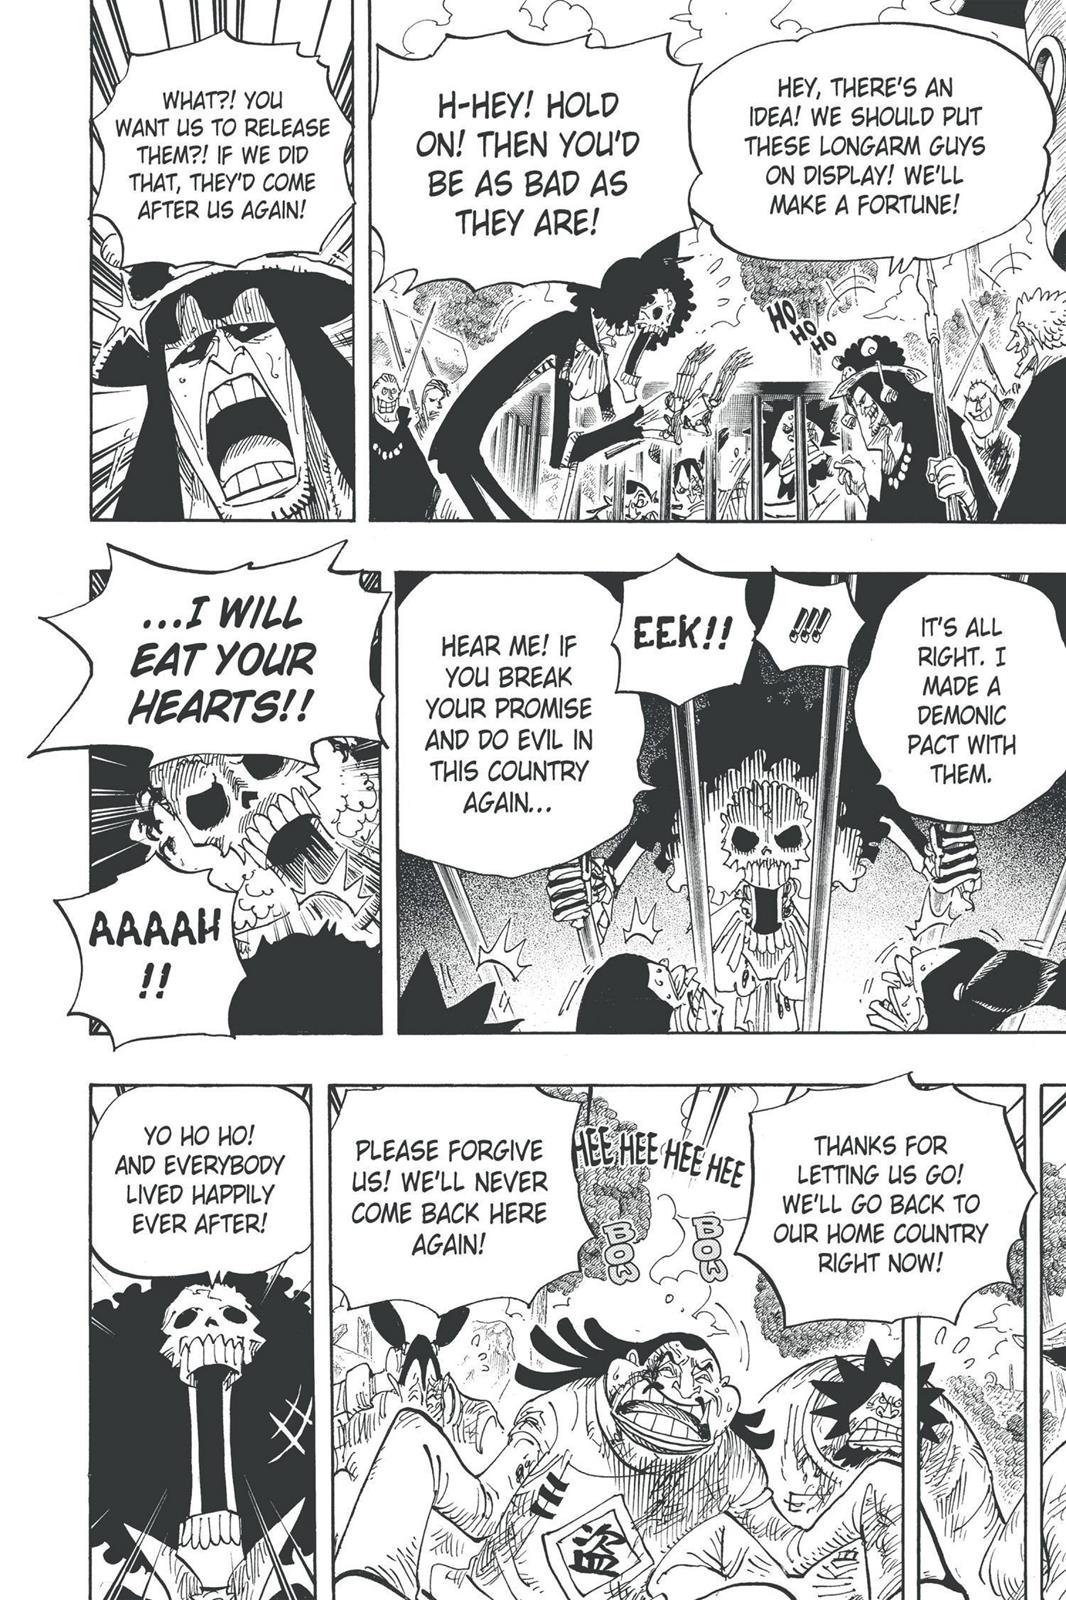 HEY, THERE'S AN
IDEA! WE SHOULD PUT
THESE LONGARM GUYS
ON DISPLAY! WE'LL
MAKE A FORTUNE!
H-HEY! HOLD
ON! THEN YOU'D
BE AS BAD AS
THEY ARE!
HO
HO
HO
WHAT?! YOU
WANT US TO RELEASE
THEM?! IF WE DID
THAT, THEY'D COME
AFTER US AGAIN!
IT'S ALL
RIGHT. I
MADE A
DEMONIC
PACT WITH
THEM.
!!!
EEK!!
HEAR ME! IF
YOU BREAK
YOUR PROMISE
AND DO EVIL IN
THIS COUNTRY
AGAIN...
...I WILL
EAT YOUR
HEARTS!!
AAAAH
!!
THANKS FOR
LETTING US GO!
WE'LL GO BACK TO
OUR HOME COUNTRY
RIGHT NOW!
HEE HEE HEE HEE
BOW
BOW
PLEASE FORGIVE
US! WE'LL NEVER
COME BACK HERE
AGAIN!
盗
YO HO HO!
AND EVERYBODY
LIVED HAPPILY
EVER AFTER!